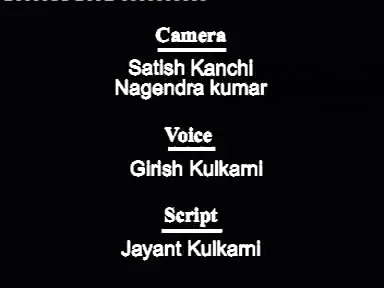 Camera
Satish Kanchi
Nagendra kumar
Voice
Girish Kulkarni
Script
Jayant Kulkarni